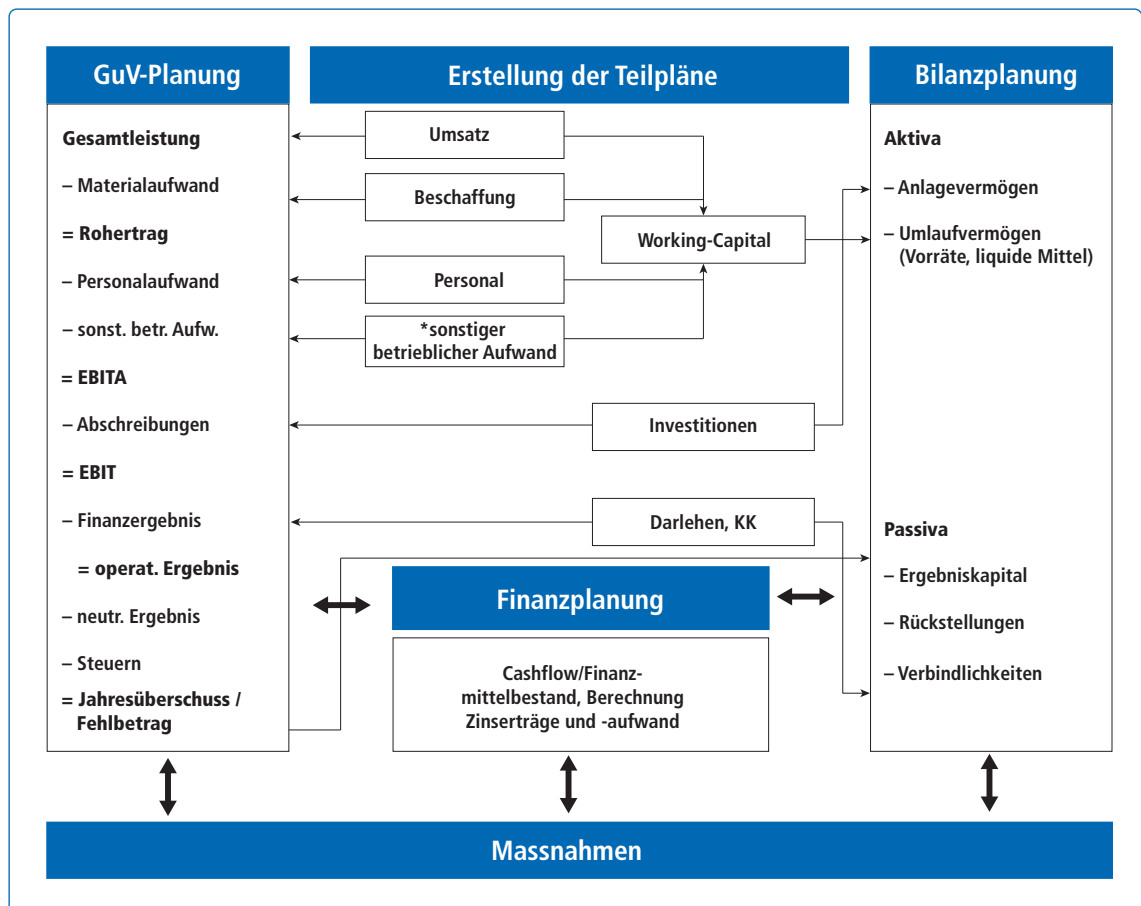 GuV-Planung
Gesamtleistung
– Materialaufwand
= Rohertrag
– Personalaufwand
– sonst. betr. Aufw.
= EBITA
– Abschreibungen
= EBIT
– Finanzergebnis
= operat. Ergebnis
– neutr. Ergebnis
– Steuern
= Jahresüberschuss /
Fehlbetrag
Erstellung der Teilpläne
Umsatz
Beschaffung
Working-Capital
Personal
*sonstiger
betrieblicher Aufwand
Investitionen
Darlehen, KK
Finanzplanung
Cashflow/Finanz-
mittelbestand, Berechnung
Zinserträge und -aufwand
Bilanzplanung
Aktiva
– Anlagevermögen
– Umlaufvermögen
(Vorräte, liquide Mittel)
Passiva
– Ergebniskapital
– Rückstellungen
– Verbindlichkeiten
Massnahmen